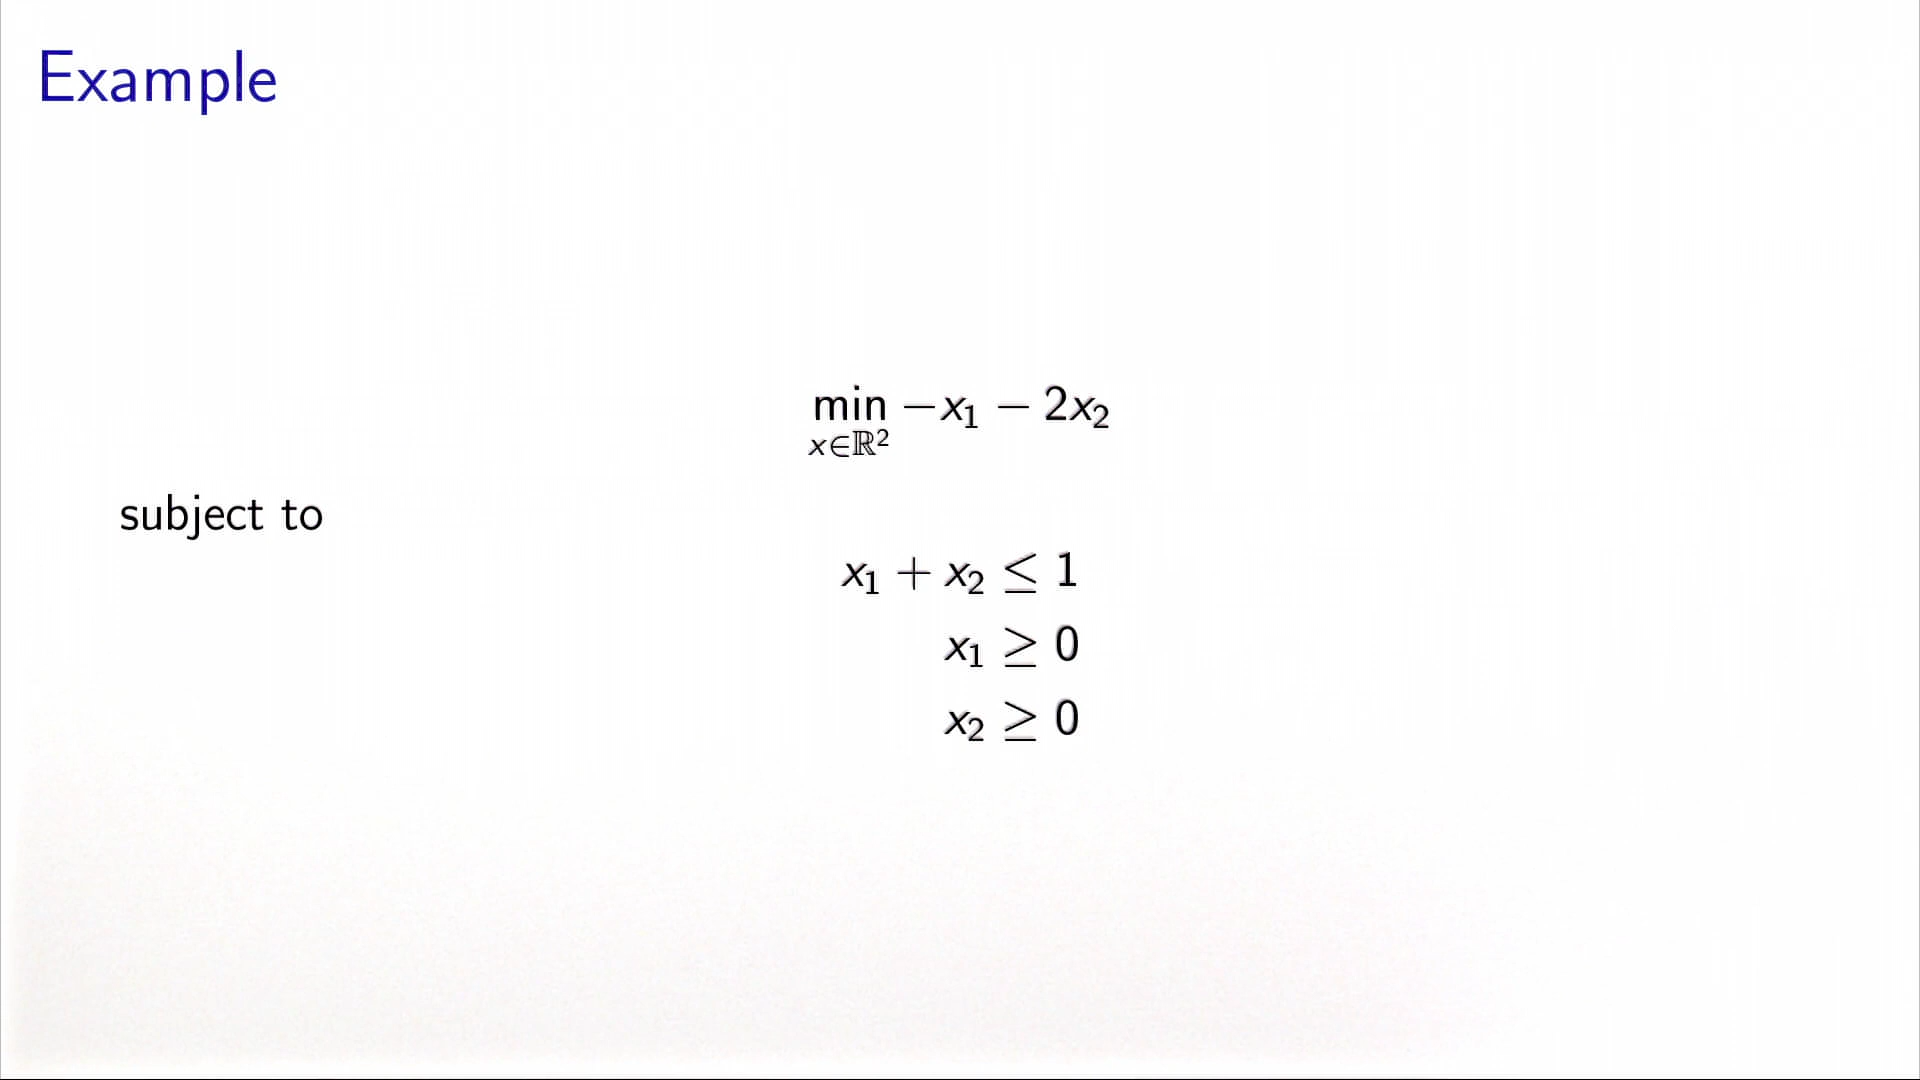 Example
min −x₁ − 2x₂
x∈ℝ²
subject to
x₁ + x₂ ≤ 1
x₁ ≥ 0
x₂ ≥ 0